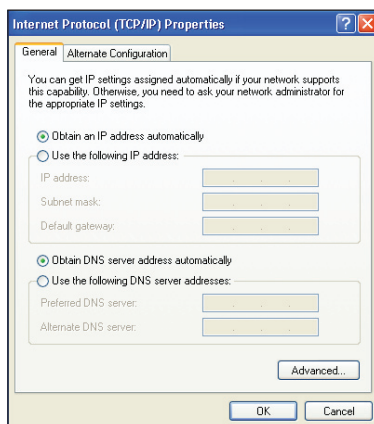 Internet Protocol (TCP/IP) Properties
General
Alternate Configuration
You can get IP settings assigned automatically if your network supports
this capability. Otherwise, you need to ask your network administrator for
the appropriate IP settings.
Obtain an IP address automatically
Use the following IP address:
IP address:
Subnet mask:
Default gateway:
Obtain DNS server address automatically
Use the following DNS server addresses:
Preferred DNS server:
Alternate DNS server:
Advanced...
OK
Cancel